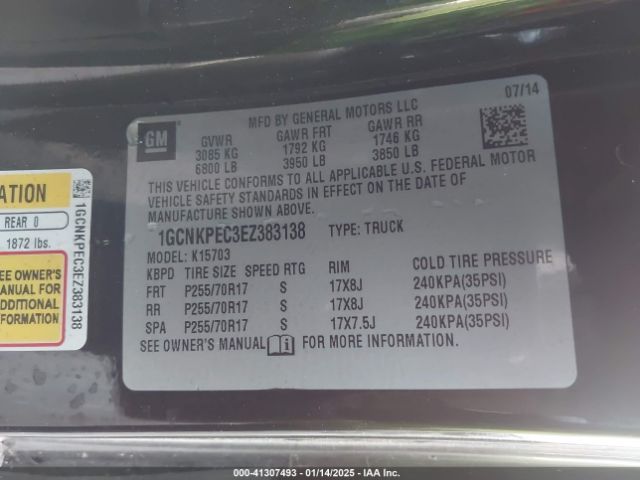 07/14
MFD BY GENERAL MOTORS LLC
GM
GVWR GAWR FRT GAWR RR
3085 KG 1792 KG 1746 KG
6800 LB 3950 LB 3850 LB
THIS VEHICLE CONFORMS TO ALL APPLICABLE U.S. FEDERAL MOTOR
VEHICLE SAFETY STANDARDS IN EFFECT ON THE DATE OF
MANUFACTURE SHOWN ABOVE.
1GCNKPEC3EZ383138 TYPE: TRUCK
MODEL: K15703
KBPD TIRE SIZE SPEED RTG RIM COLD TIRE PRESSURE
FRT P255/70R17 S 17X8J 240KPA(35PSI)
RR P255/70R17 S 17X8J 240KPA(35PSI)
SPA P255/70R17 S 17X7.5J 240KPA(35PSI)
SEE OWNER'S MANUAL FOR MORE INFORMATION.
ATION
REAR 0
1872 lbs.
EE OWNER'S
MANUAL FOR
ADDITIONAL
NFORMATION
1GCNKPEC3EZ383138
000-41307493 - 01/14/2025 - IAA Inc.